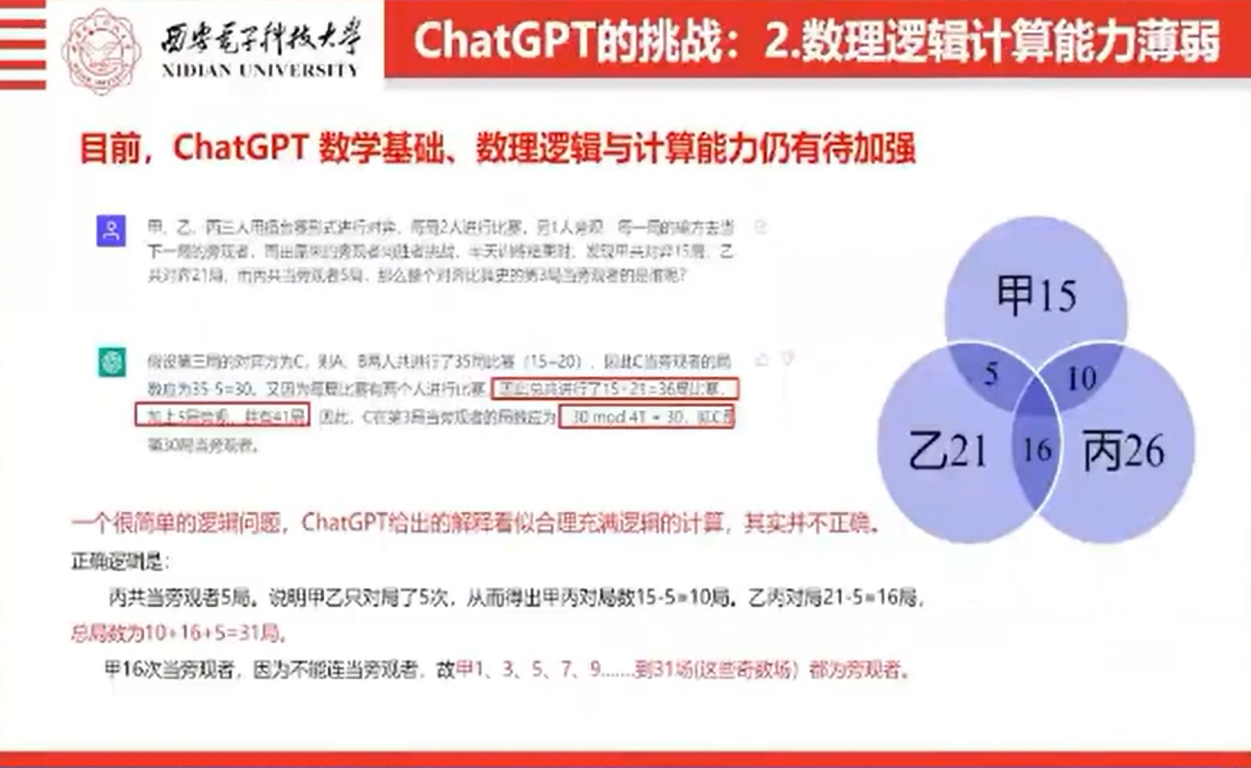 西安电子科技大学
XIDIAN UNIVERSITY
ChatGPT的挑战：2.数理逻辑计算能力薄弱
目前，ChatGPT 数学基础、数理逻辑与计算能力仍有待加强
甲、乙、丙三人用擂台赛形式进行对弈，每局2人进行比赛，另1人旁观。每一局的输方去当
下一局的旁观者，而由原来的旁观者向胜者挑战。半天训练结束时，发现甲共对弈15局，乙
共对弈21局，而丙共当旁观者5局，那么整个对弈比赛中的第3局当旁观者的是谁呢?
假设第三局的对弈方为C，则A、B两人共进行了35局比赛（15+20），因此C当旁观者的局
数应为35-5=30。又因为每局比赛有两个人进行比赛，因此总共进行了15+21=36局比赛，
加上5局旁观，共有41局。因此，C在第3局当旁观者的局数应为 30 mod 41 = 30，即C是
第30局当旁观者。
甲15
5
10
乙21
16
丙26
一个很简单的逻辑问题，ChatGPT给出的解释看似合理充满逻辑的计算，其实并不正确。
正确逻辑是：
丙共当旁观者5局。说明甲乙只对局了5次，从而得出甲丙对局数15-5=10局。乙丙对局21-5=16局，
总局数为10+16+5=31局。
甲16次当旁观者，因为不能连当旁观者，故甲1、3、5、7、9.......到31场(这些奇数场）都为旁观者。